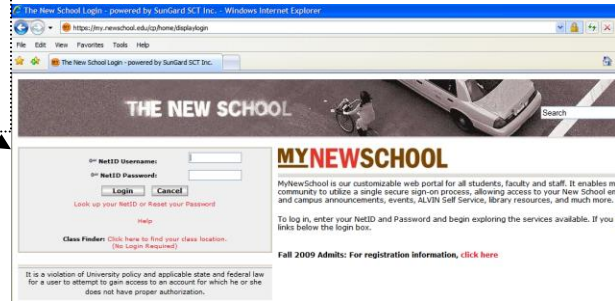 The New School Login - powered by SunGard SCT Inc. - Windows Internet Explorer
https://my.newschool.edu/cp/home/displaylogin
File Edit View Favorites Tools Help
The New School Login - powered by SunGard SCT Inc.
THE NEW SCHOOL
Search
NetID Username:
NetID Password:
Login Cancel
Look up your NetID or Reset your Password
Help
Class Finder: Click here to find your class location.
(No Login Required)
It is a violation of University policy and applicable state and federal law
for a user to attempt to gain access to an account for which he or she
does not have proper authorization.
MYNEWSCHOOL
MyNewSchool is our customizable web portal for all students, faculty and staff. It enables m
community to utilize a single secure sign-on process, allowing access to your New School em
and campus announcements, events, ALVIN Self Service, library resources, and much more.
To log in, enter your NetID and Password and begin exploring the services available. If you
links below the login box.
Fall 2009 Admits: For registration information, click here